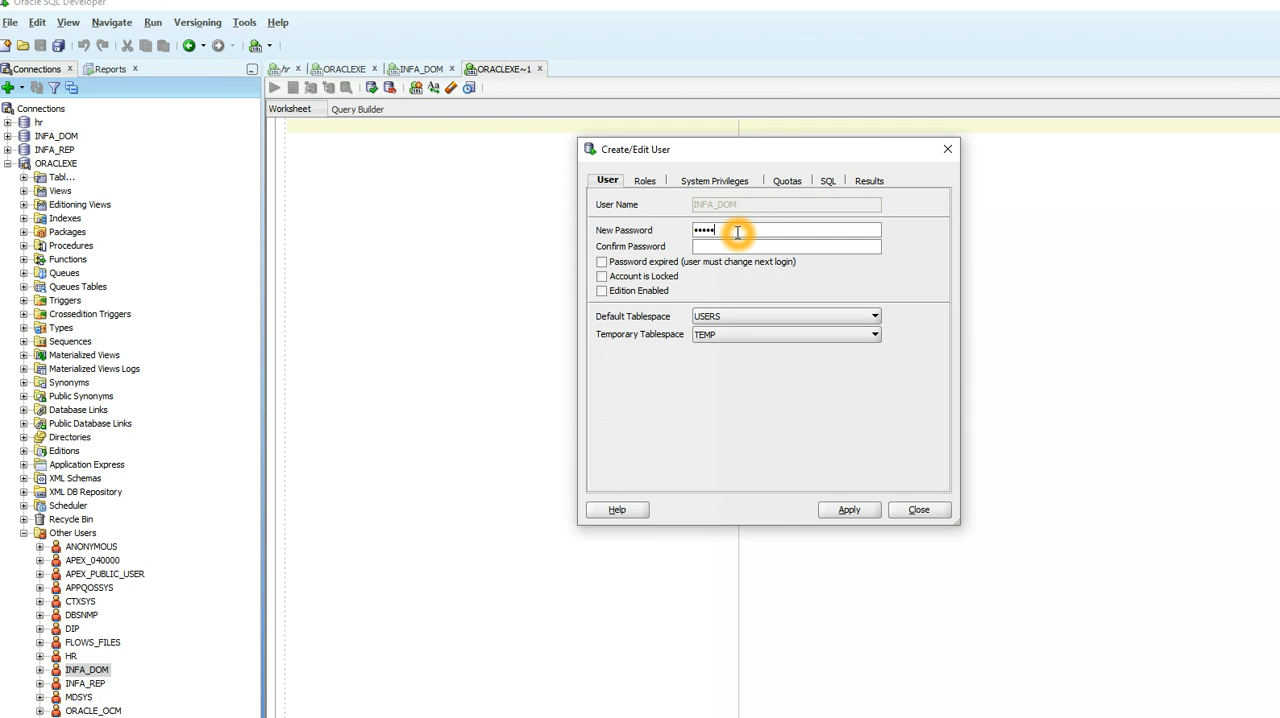 Oracle SQL Developer
File Edit View Navigate Run Versioning Tools Help
Connections × Reports ×
hr × ORACLEXE × INFA_DOM × ORACLEXE~1 ×
Worksheet Query Builder
Connections
hr
INFA_DOM
INFA_REP
ORACLEXE
Tabl...
Views
Editioning Views
Indexes
Packages
Procedures
Functions
Queues
Queues Tables
Triggers
Crossedition Triggers
Types
Sequences
Materialized Views
Materialized Views Logs
Synonyms
Public Synonyms
Database Links
Public Database Links
Directories
Editions
Application Express
XML Schemas
XML DB Repository
Scheduler
Recycle Bin
Other Users
ANONYMOUS
APEX_040000
APEX_PUBLIC_USER
APPQOSSYS
CTXSYS
DBSNMP
DIP
FLOWS_FILES
HR
INFA_DOM
INFA_REP
MDSYS
ORACLE_OCM
Create/Edit User
User Roles System Privileges Quotas SQL Results
User Name INFA_DOM
New Password •••••
Confirm Password
Password expired (user must change next login)
Account is Locked
Edition Enabled
Default Tablespace USERS
Temporary Tablespace TEMP
Help Apply Close